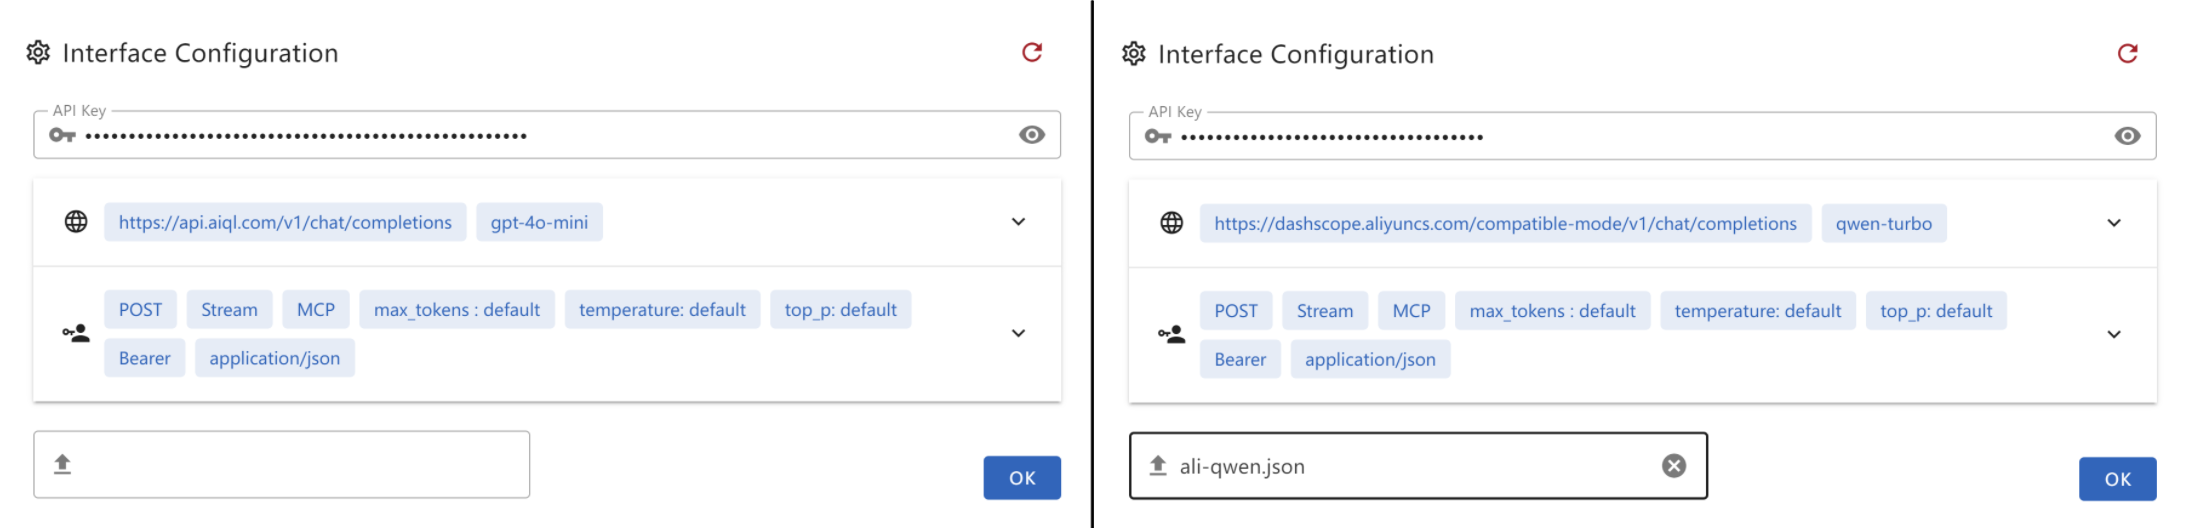 Interface Configuration
API Key
••••••••••••••••••••••••••••••••••••••••••••••••••
https://api.aiql.com/v1/chat/completions gpt-4o-mini
POST Stream MCP max_tokens : default temperature: default top_p: default
Bearer application/json
OK
Interface Configuration
API Key
••••••••••••••••••••••••••••••••••
https://dashscope.aliyuncs.com/compatible-mode/v1/chat/completions qwen-turbo
POST Stream MCP max_tokens : default temperature: default top_p: default
Bearer application/json
ali-qwen.json
OK